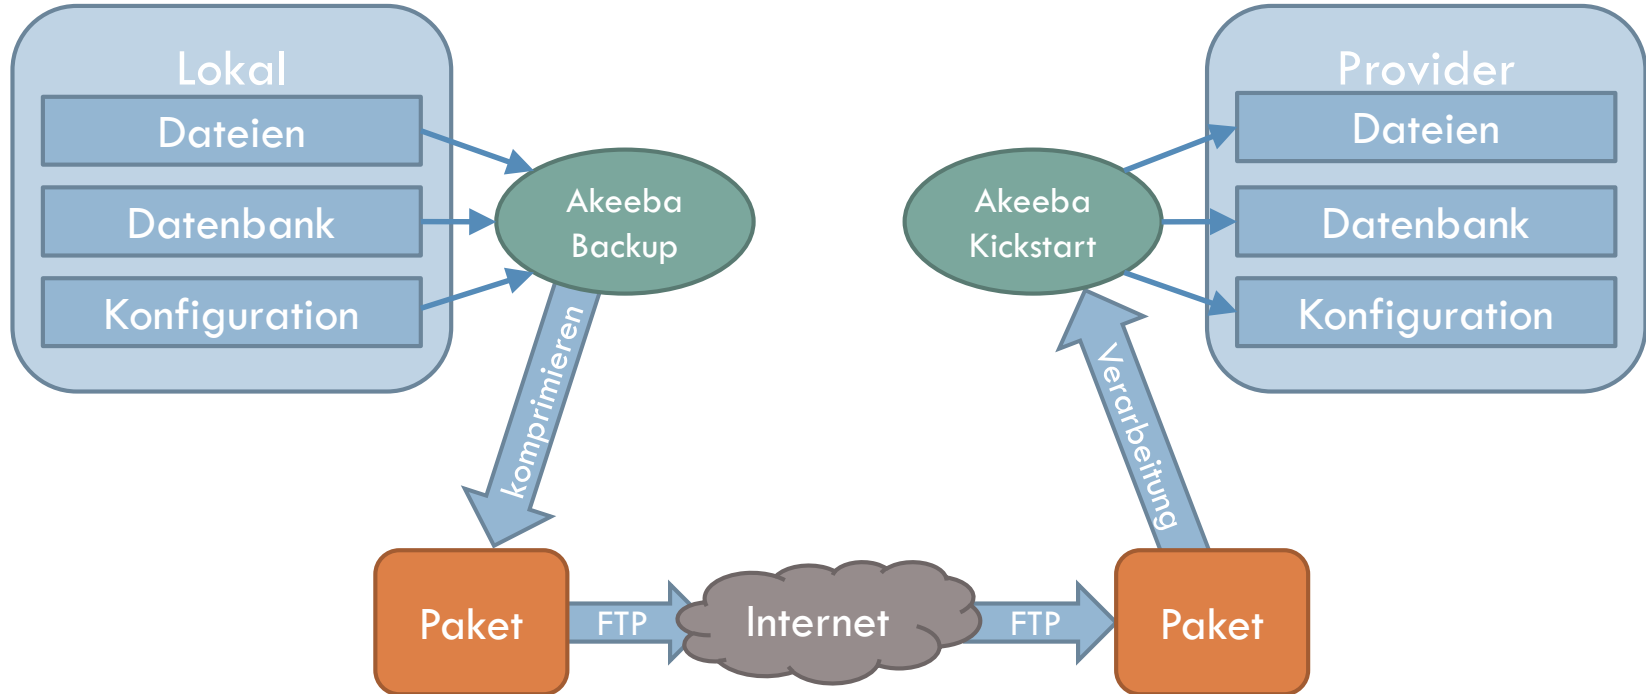 Lokal
Dateien
Datenbank
Konfiguration
Akeeba
Backup
komprimieren
Paket
FTP
Internet
FTP
Paket
Verarbeitung
Akeeba
Kickstart
Provider
Dateien
Datenbank
Konfiguration